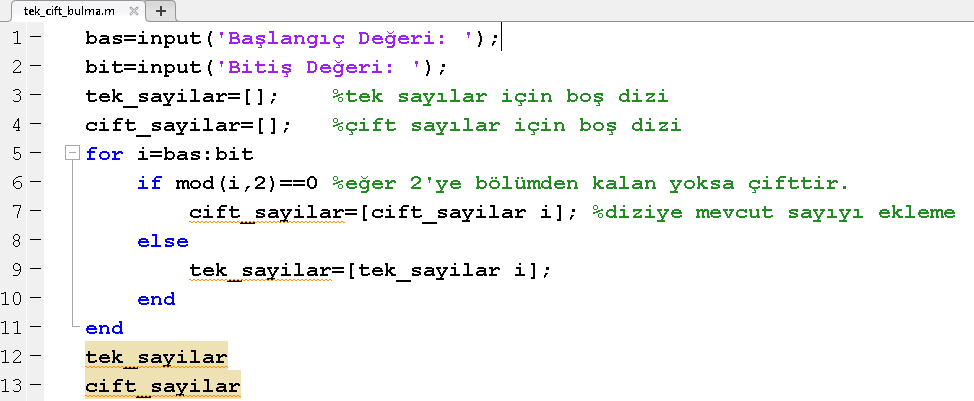 tek_cift_bulma.m
1 bas=input('Başlangıç Değeri: ');
2 bit=input('Bitiş Değeri: ');
3 tek_sayilar=[]; %tek sayılar için boş dizi
4 cift_sayilar=[]; %çift sayılar için boş dizi
5 for i=bas:bit
6 if mod(i,2)==0 %eğer 2'ye bölümden kalan yoksa çifttir.
7 cift_sayilar=[cift_sayilar i]; %diziye mevcut sayıyı ekleme
8 else
9 tek_sayilar=[tek_sayilar i];
10 end
11 end
12 tek_sayilar
13 cift_sayilar